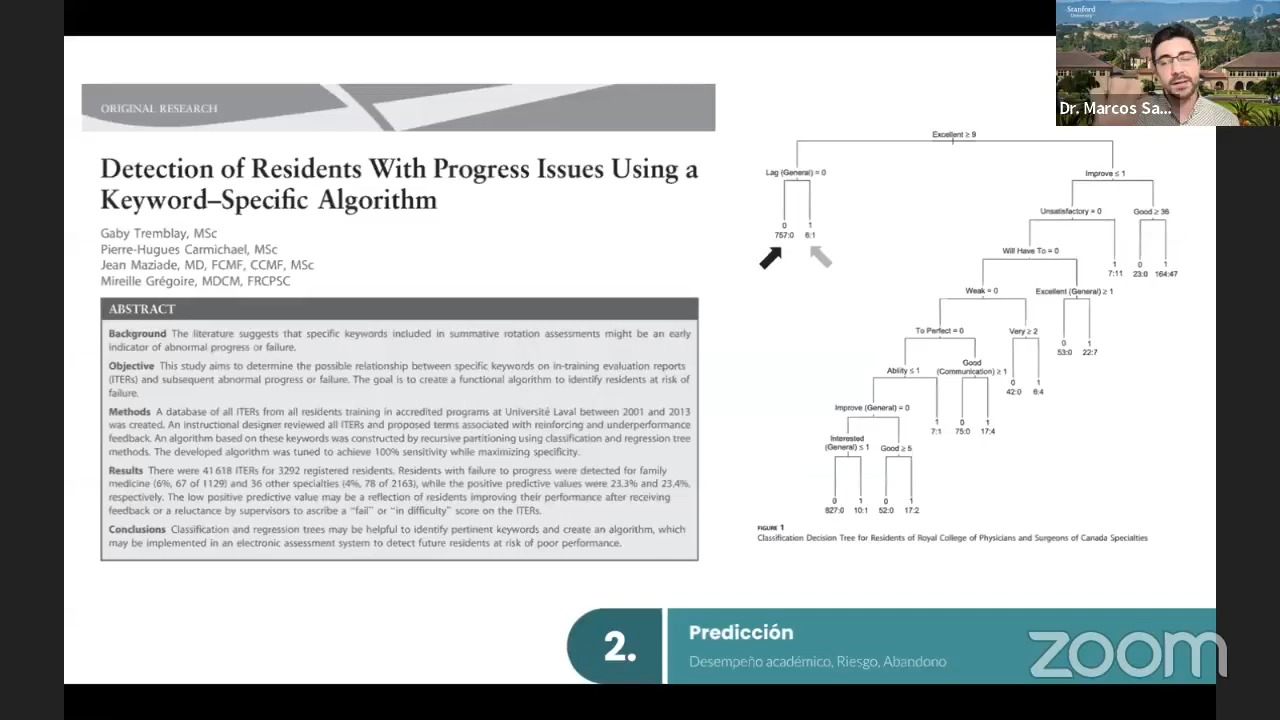 Stanford
University
Dr. Marcos Sa...
ORIGINAL RESEARCH
Detection of Residents With Progress Issues Using a
Keyword–Specific Algorithm
Gaby Tremblay, MSc
Pierre-Hugues Carmichael, MSc
Jean Maziade, MD, FCMF, CCMF, MSc
Mireille Grégoire, MDCM, FRCPSC
ABSTRACT
Background The literature suggests that specific keywords included in summative rotation assessments might be an early
indicator of abnormal progress or failure.
Objective This study aims to determine the possible relationship between specific keywords on in-training evaluation reports
(ITERs) and subsequent abnormal progress or failure. The goal is to create a functional algorithm to identify residents at risk of
failure.
Methods A database of all ITERs from all residents training in accredited programs at Université Laval between 2001 and 2013
was created. An instructional designer reviewed all ITERs and proposed terms associated with reinforcing and underperformance
feedback. An algorithm based on these keywords was constructed by recursive partitioning using classification and regression tree
methods. The developed algorithm was tuned to achieve 100% sensitivity while maximizing specificity.
Results There were 41 618 ITERs for 3292 registered residents. Residents with failure to progress were detected for family
medicine (6%, 67 of 1129) and 36 other specialties (4%, 78 of 2163), while the positive predictive values were 23.3% and 23.4%,
respectively. The low positive predictive value may be a reflection of residents improving their performance after receiving
feedback or a reluctance by supervisors to ascribe a "fail" or "in difficulty" score on the ITERs.
Conclusions Classification and regression trees may be helpful to identify pertinent keywords and create an algorithm, which
may be implemented in an electronic assessment system to detect future residents at risk of poor performance.
Excellent ≥ 9
Lag (General) = 0
Improve ≤ 1
Unsatisfactory = 0
Good ≥ 36
0 1
757:0 6:1
Will Have To = 0
1 0 1
7:11 23:0 164:47
Weak = 0
Excellent (General) ≥ 1
To Perfect = 0
Very ≥ 2
0 1
53:0 22:7
Ability ≤ 1
Good
(Communication) ≥ 1
0 1
42:0 6:4
Improve (General) = 0
1 0 1
7:1 75:0 17:4
Interested
(General) ≤ 1
Good ≥ 5
0 1 0 1
827:0 10:1 52:0 17:2
FIGURE 1
Classification Decision Tree for Residents of Royal College of Physicians and Surgeons of Canada Specialties
2.
Predicción
Desempeño académico, Riesgo, Abandono
zoom